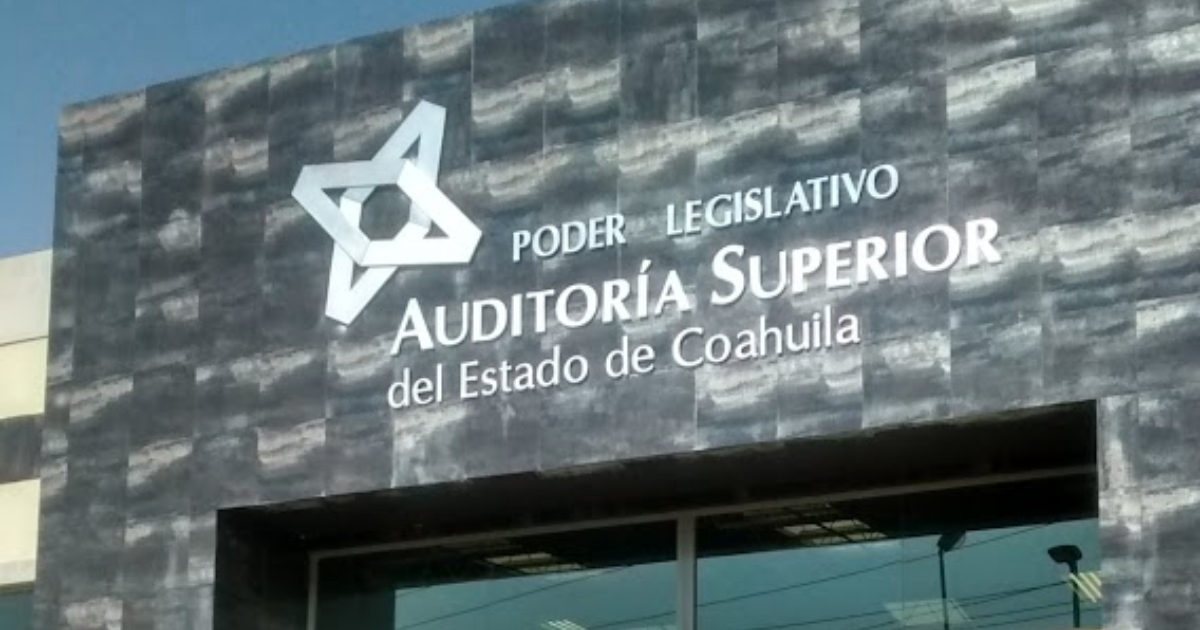 PODER LEGISLATIVO
AUDITORÍA SUPERIOR
del Estado de Coahuila